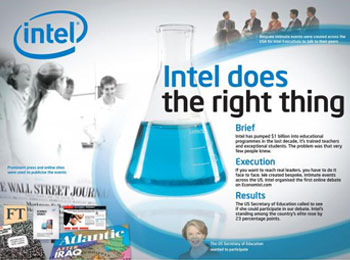 intel
Bespoke intimate events were created across the
USA for Intel Executives to talk to their peers
Intel does
the right thing
Prominent press and online sites
were used to publicise the events
Brief
Intel has pumped $1 billion into educational
programmes in the last decade, it's trained teachers
and exceptional students. The problem was that very
few people knew.
Execution
If you want to reach real leaders, you have to do it
face to face. We created bespoke, intimate events
across the US. Intel organised the first online debate
on Economist.com
Results
The US Secretary of Education called to see
if she could participate in our debate. Intel's
standing among the country's elite rose by
23 percentage points.
WALL STREET JOURNAL
FT
Atlantic
IRAQ
The US Secretary of Education
wanted to participate